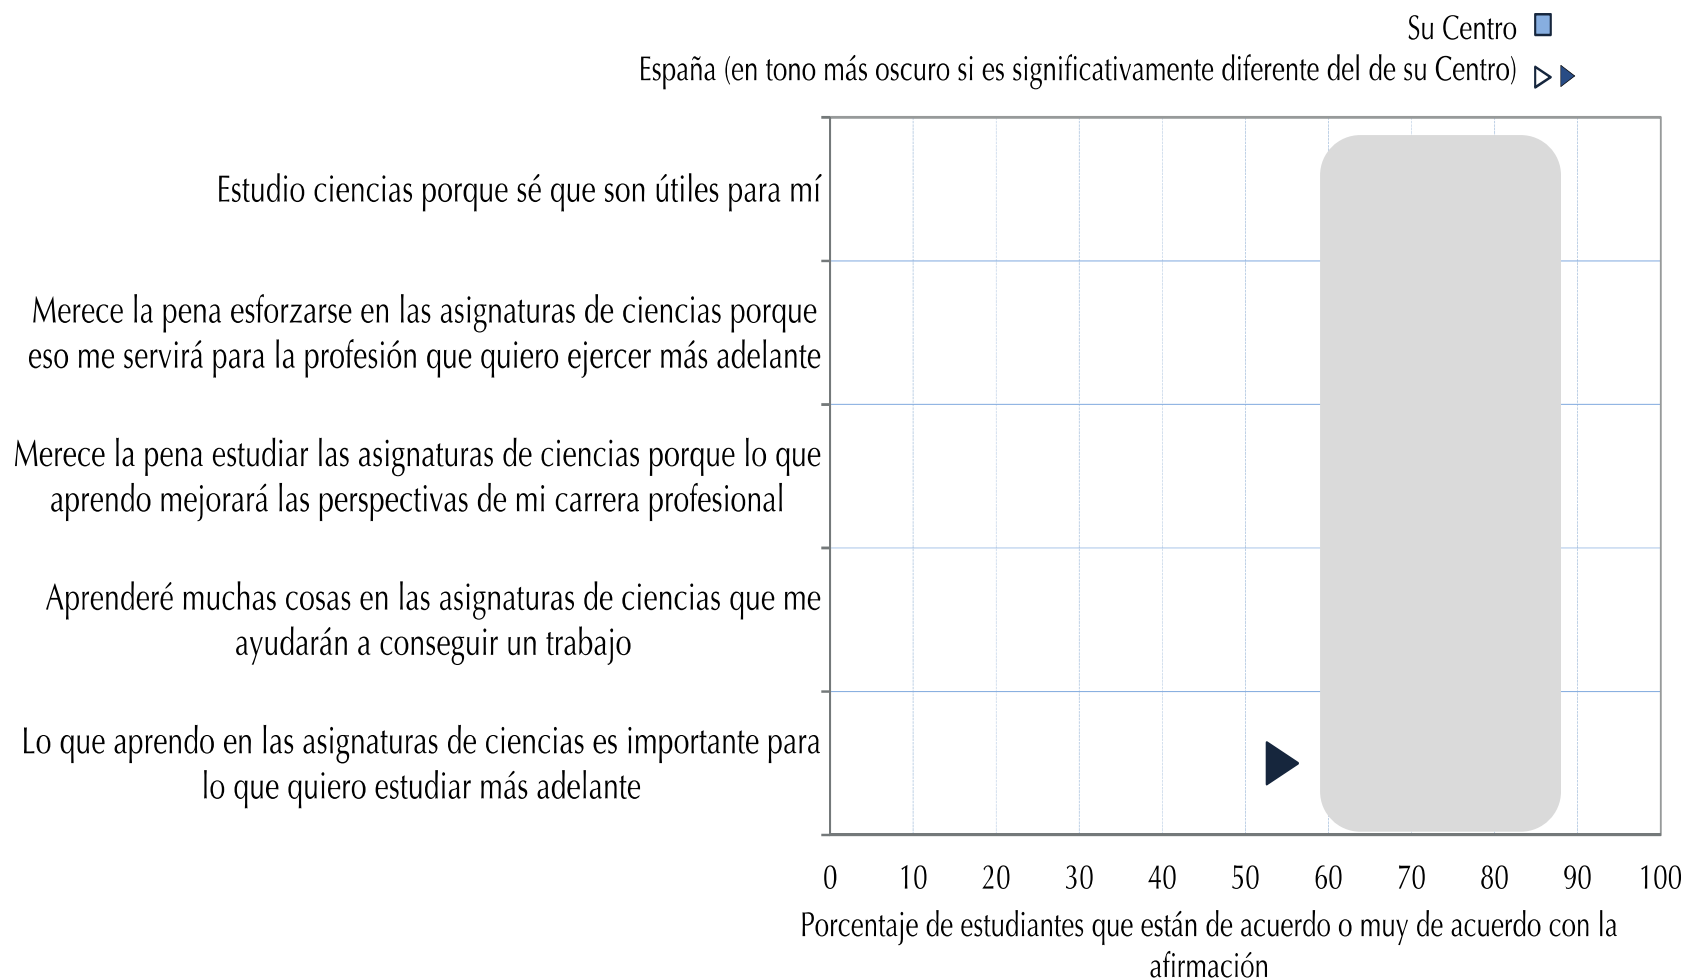 Su Centro
España (en tono más oscuro si es significativamente diferente del de su Centro)
Estudio ciencias porque sé que son útiles para mí
Merece la pena esforzarse en las asignaturas de ciencias porque
eso me servirá para la profesión que quiero ejercer más adelante
Merece la pena estudiar las asignaturas de ciencias porque lo que
aprendo mejorará las perspectivas de mi carrera profesional
Aprenderé muchas cosas en las asignaturas de ciencias que me
ayudarán a conseguir un trabajo
Lo que aprendo en las asignaturas de ciencias es importante para
lo que quiero estudiar más adelante
0 10 20 30 40 50 60 70 80 90 100
Porcentaje de estudiantes que están de acuerdo o muy de acuerdo con la
afirmación